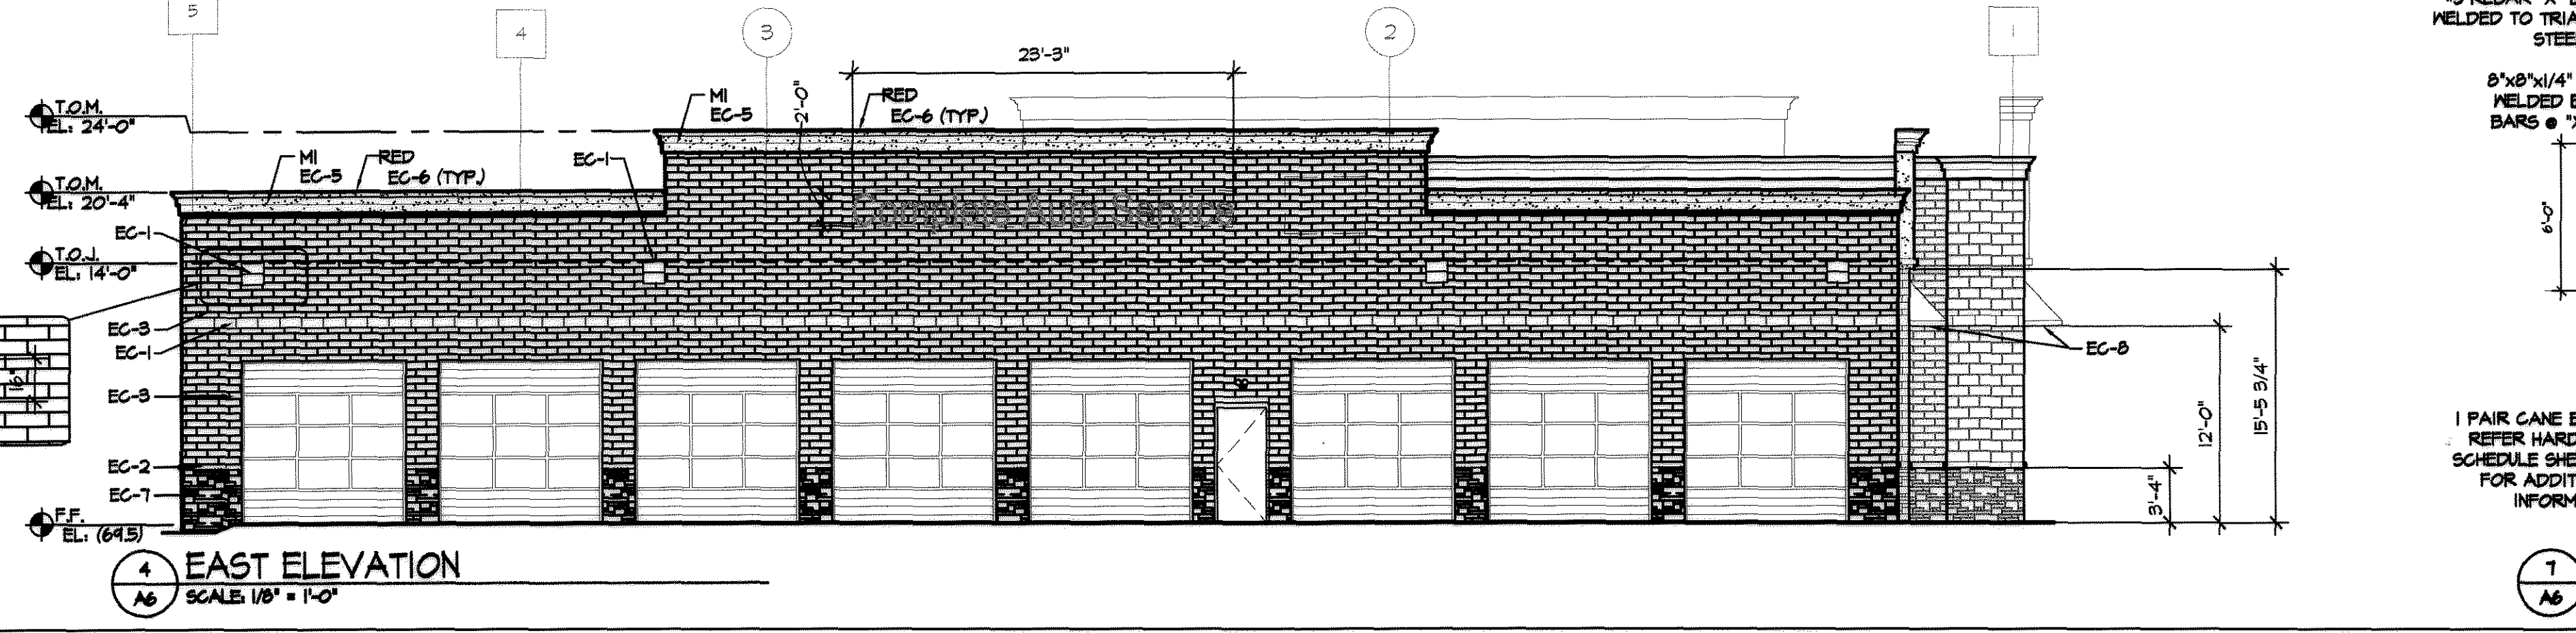 5
4
3
2
1
23'-3"
2'-0"
T.O.M.
EL: 24'-0"
M1
EC-5
RED
EC-6 (TYP.)
M1
EC-5
RED
EC-6 (TYP.)
EC-1
T.O.M.
EL: 20'-4"
Complete Auto Service
EC-1
T.O.J.
EL: 14'-0"
EC-3
EC-1
16"
EC-3
EC-2
EC-7
F.F.
EL: (69.5)
EC-8
3'-4"
12'-0"
15'-5 3/4"
4
A6
EAST ELEVATION
SCALE: 1/8" = 1'-0"
WELDED TO
STEE
8"x8"x1/4"
WELDED
BARS @
6'-0"
1 PAIR CANE
REFER HARD
SCHEDULE SHE
FOR ADDIT
INFORM
7
A6